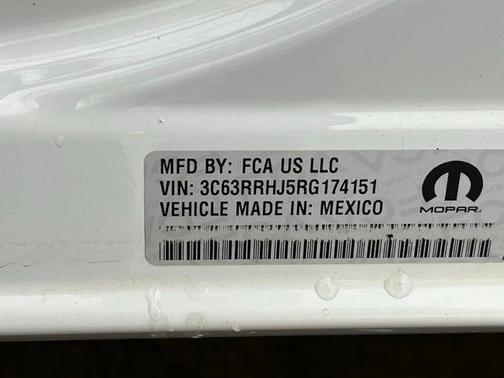 MFD BY: FCA US LLC
VIN: 3C63RRHJ5RG174151
VEHICLE MADE IN: MEXICO
MOPAR